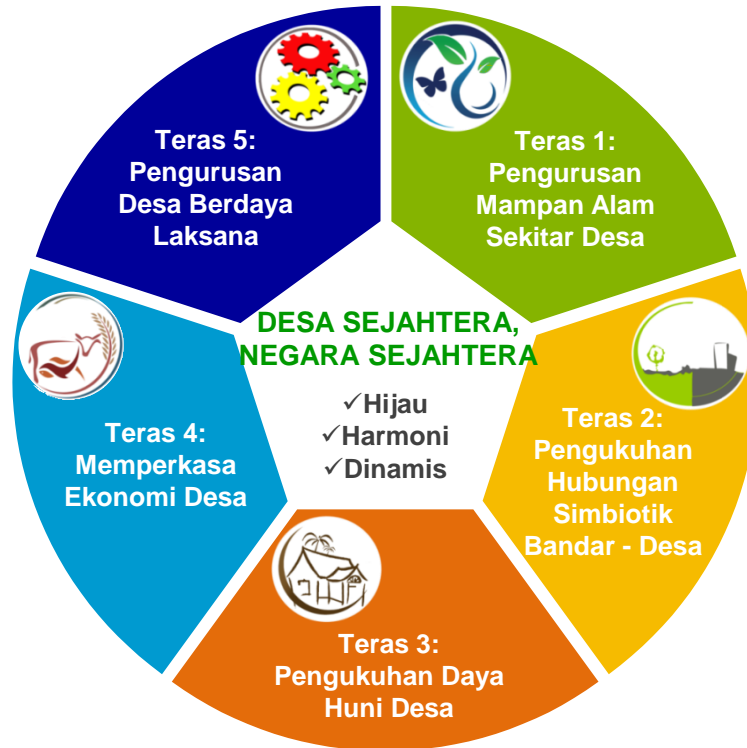 DESA SEJAHTERA,
NEGARA SEJAHTERA
✓Hijau
✓Harmoni
✓Dinamis
Teras 1:
Pengurusan
Mampan Alam
Sekitar Desa
Teras 2:
Pengukuhan
Hubungan
Simbiotik
Bandar - Desa
Teras 3:
Pengukuhan Daya
Huni Desa
Teras 4:
Memperkasa
Ekonomi Desa
Teras 5:
Pengurusan
Desa Berdaya
Laksana